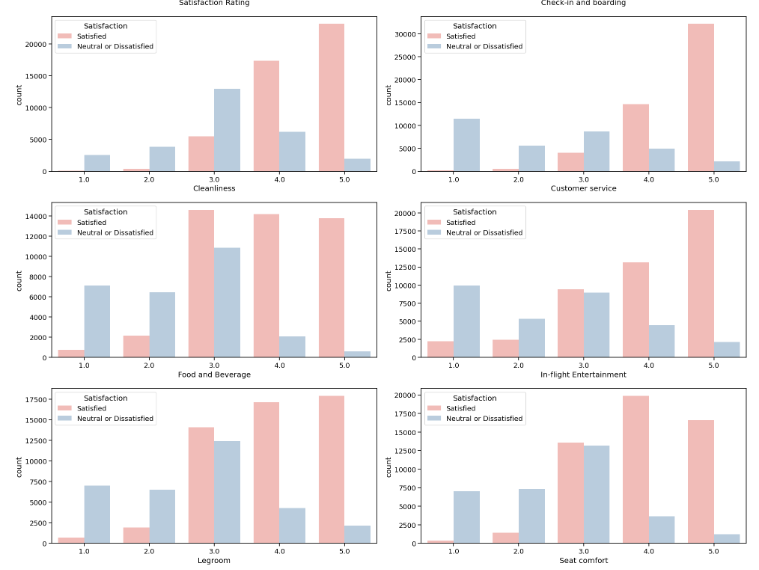 Satisfaction Rating
Check-in and boarding
Satisfaction
Satisfied
Neutral or Dissatisfied
count
20000
15000
10000
5000
0
1.0 2.0 3.0 4.0 5.0
Cleanliness
Satisfaction
Satisfied
Neutral or Dissatisfied
count
30000
25000
20000
15000
10000
5000
0
1.0 2.0 3.0 4.0 5.0
Customer service
Satisfaction
Satisfied
Neutral or Dissatisfied
count
14000
12000
10000
8000
6000
4000
2000
0
1.0 2.0 3.0 4.0 5.0
Food and Beverage
Satisfaction
Satisfied
Neutral or Dissatisfied
count
20000
17500
15000
12500
10000
7500
5000
2500
0
1.0 2.0 3.0 4.0 5.0
In-flight Entertainment
Satisfaction
Satisfied
Neutral or Dissatisfied
count
17500
15000
12500
10000
7500
5000
2500
0
1.0 2.0 3.0 4.0 5.0
Legroom
Satisfaction
Satisfied
Neutral or Dissatisfied
count
20000
17500
15000
12500
10000
7500
5000
2500
0
1.0 2.0 3.0 4.0 5.0
Seat comfort